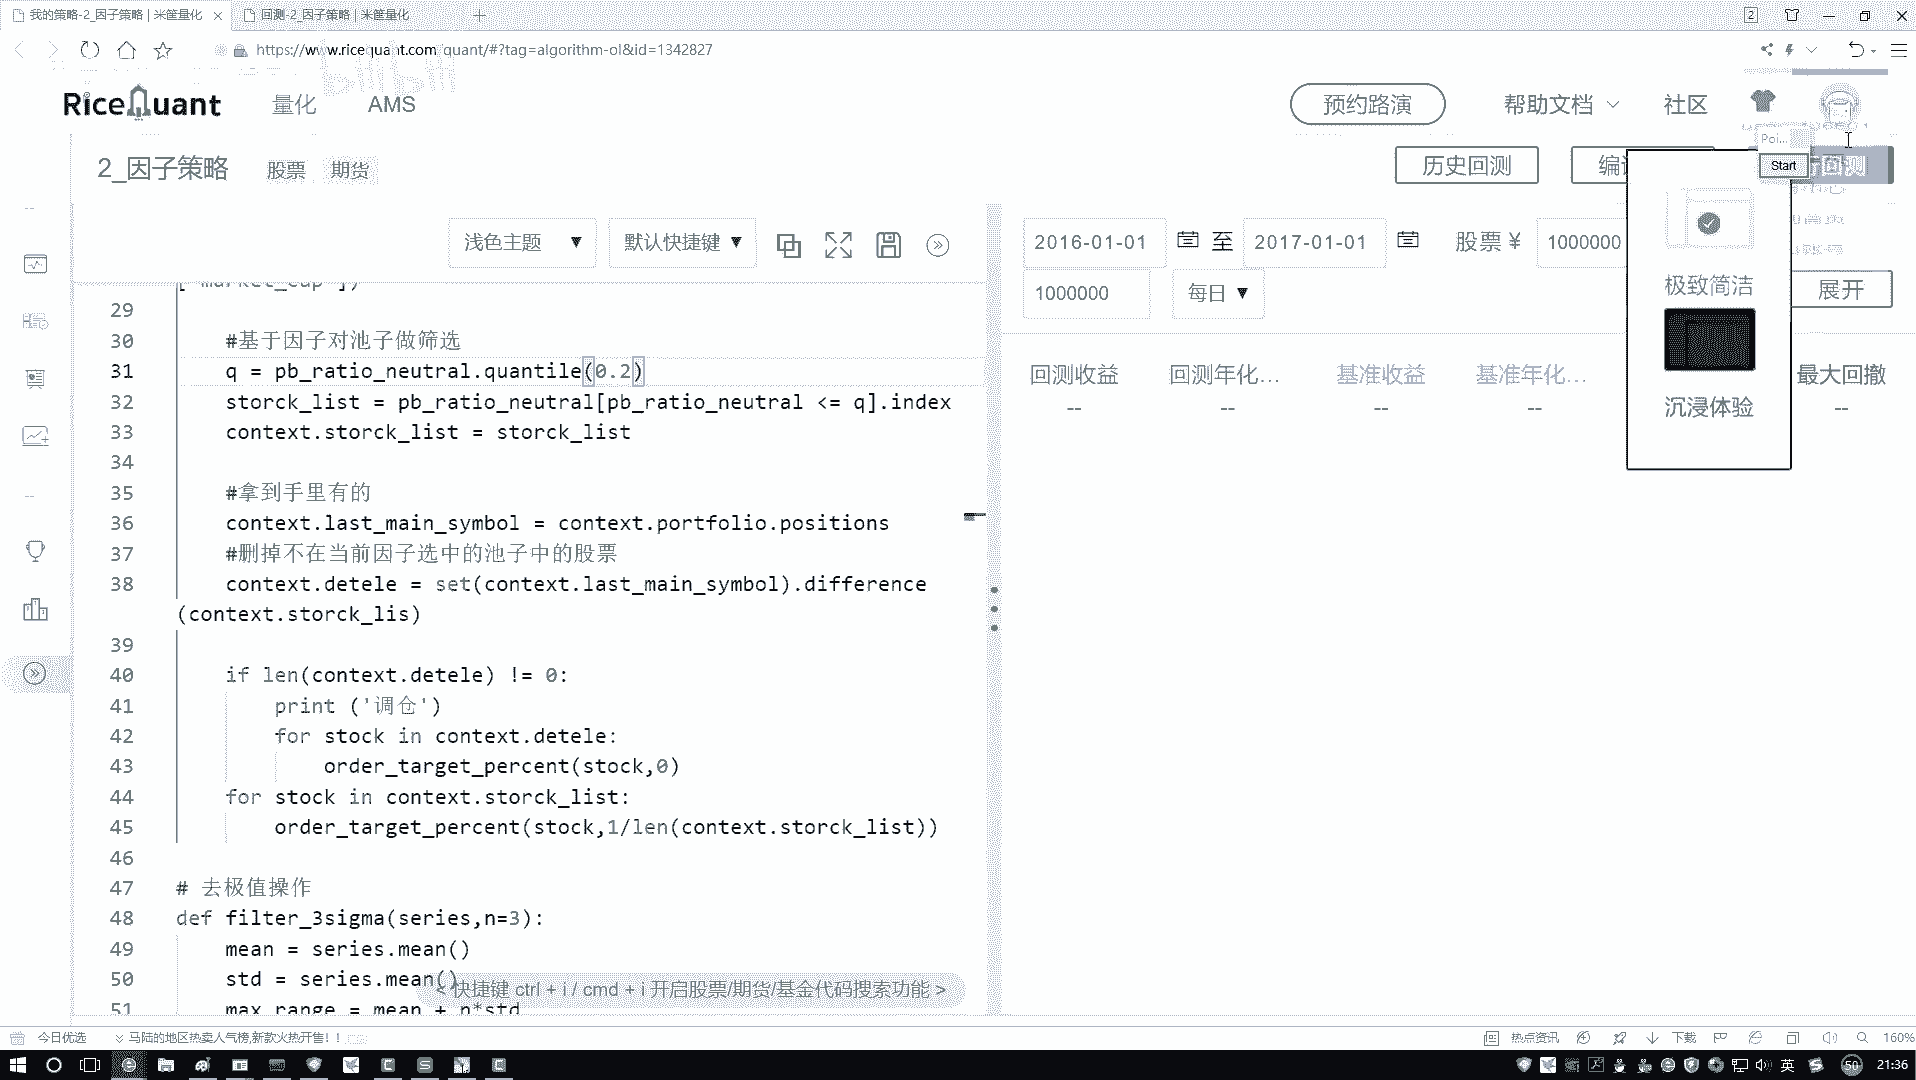 我的策略-2_因子策略 | 米筐量化
回测-2_因子策略 | 米筐量化
2
https://www.ricequant.com/quant/#?tag=algorithm-ol&id=1342827
bilibili
RiceQuant 量化 AMS 预约路演 帮助文档 社区
Poi...
2_因子策略 股票 期货 历史回测 编 Start 回测
浅色主题 ▼ 默认快捷键 ▼ 2016-01-01 至 2017-01-01 股票 ¥ 1000000
1000000 每日 ▼ 极致简洁 展开
["market_cap"])
29
30 #基于因子对池子做筛选
31 q = pb_ratio_neutral.quantile(0.2)
32 storck_list = pb_ratio_neutral[pb_ratio_neutral <= q].index
33 context.storck_list = storck_list
34
35 #拿到手里有的
36 context.last_main_symbol = context.portfolio.positions
37 #删掉不在当前因子选中的池子中的股票
38 context.detele = set(context.last_main_symbol).difference
(context.storck_lis)
39
40 if len(context.detele) != 0:
41 print ('调仓')
42 for stock in context.detele:
43 order_target_percent(stock,0)
44 for stock in context.storck_list:
45 order_target_percent(stock,1/len(context.storck_list))
46
47 # 去极值操作
48 def filter_3sigma(series,n=3):
49 mean = series.mean()
50 std = series.mean()
51 max_range = mean + n*std
<快捷键 ctrl + i / cmd + i 开启股票/期货/基金代码搜索功能 >
回测收益 回测年化... 基准收益 基准年化... 最大回撤
-- -- -- -- --
沉浸体验
今日优选 马陆的地区热卖人气榜,新款火热开售！！ 热点资讯 下载 160%
英 50 21:36